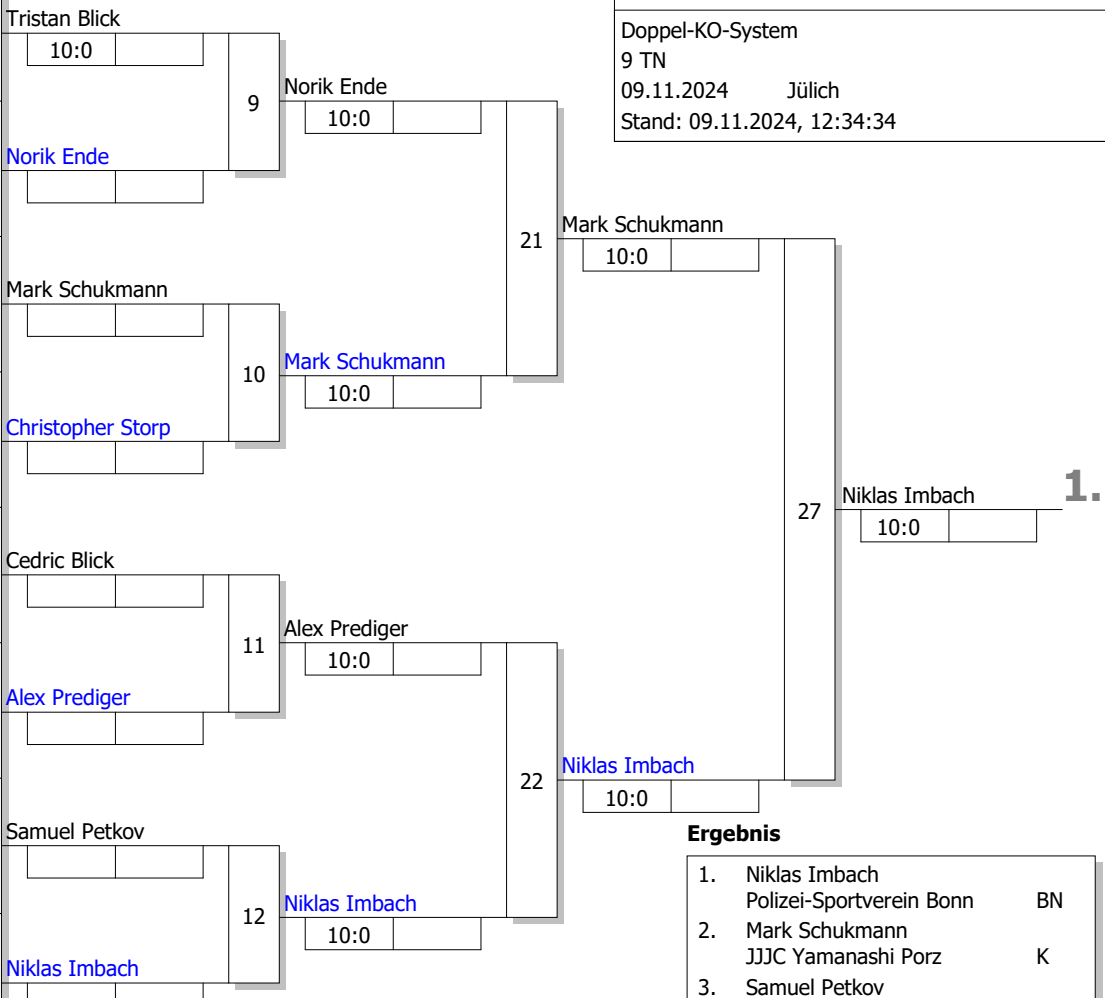 Tristan Blick
10:0
9
Norik Ende
Norik Ende
10:0
Doppel-KO-System
9 TN
09.11.2024 Jülich
Stand: 09.11.2024, 12:34:34
21
Mark Schukmann
10:0
Mark Schukmann
10
Mark Schukmann
10:0
Christopher Storp
27
Niklas Imbach
10:0
1.
Cedric Blick
11
Alex Prediger
10:0
Alex Prediger
22
Niklas Imbach
10:0
Samuel Petkov
12
Niklas Imbach
10:0
Niklas Imbach
Ergebnis
1. Niklas Imbach
Polizei-Sportverein Bonn BN
2. Mark Schukmann
JJJC Yamanashi Porz K
3. Samuel Petkov